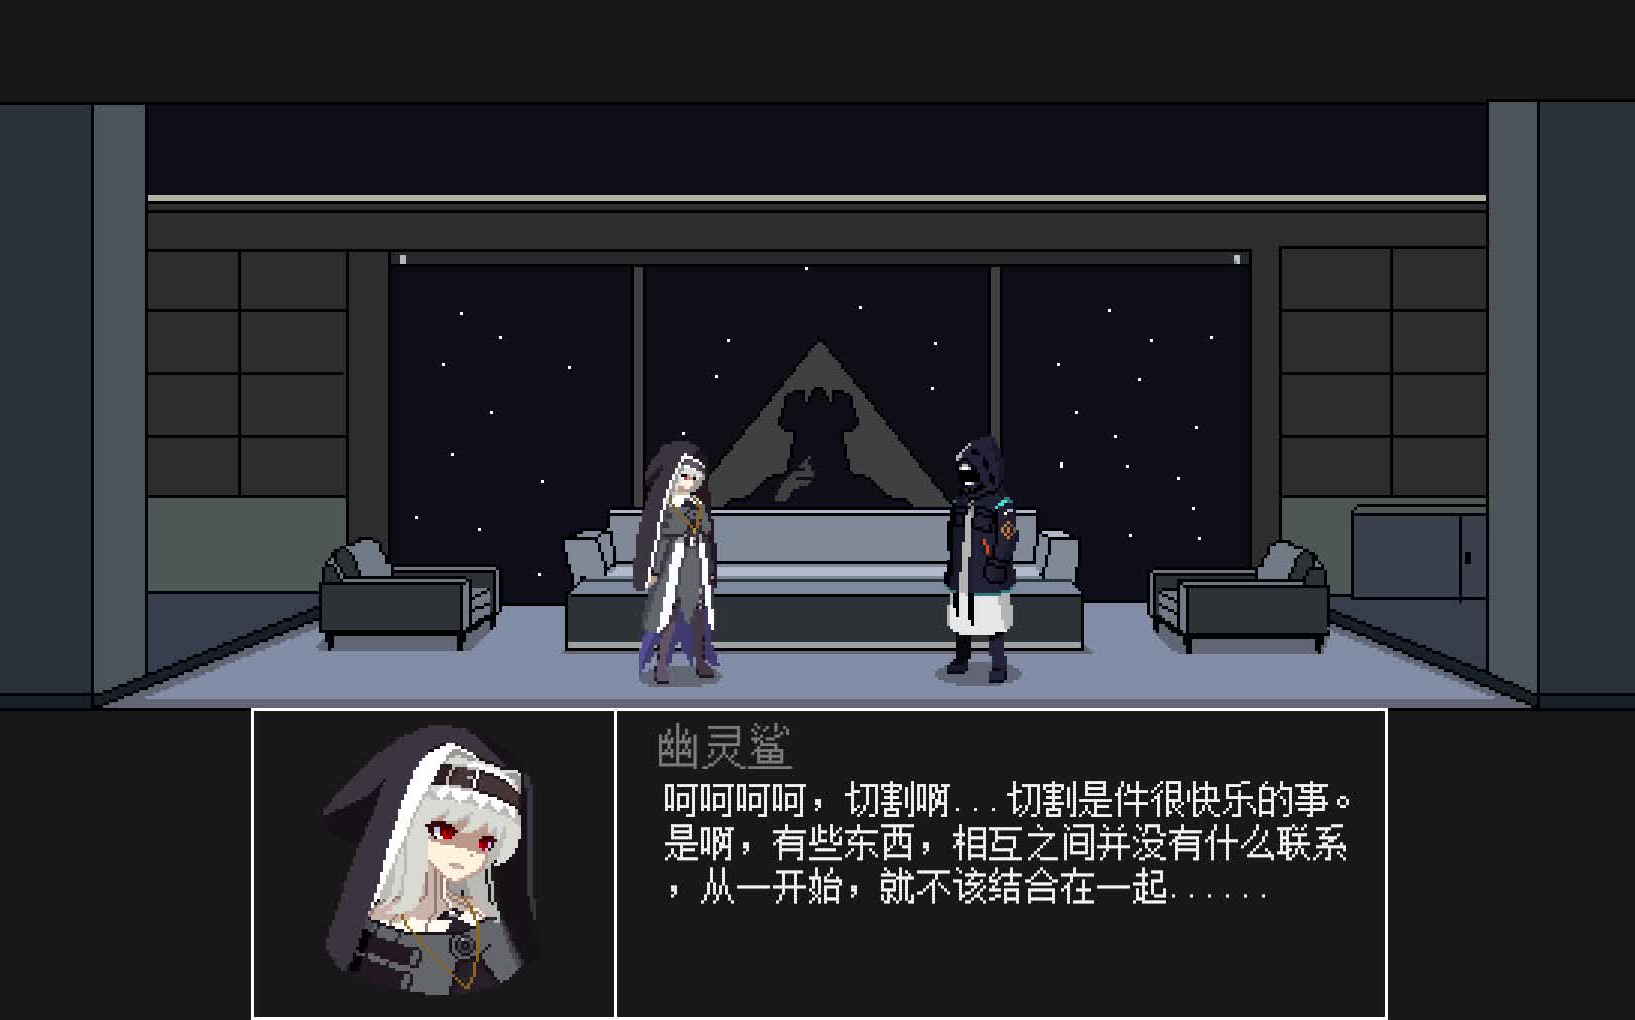 幽灵鲨
呵呵呵呵，切割啊...切割是件很快乐的事。
是啊，有些东西，相互之间并没有什么联系
，从一开始，就不该结合在一起......